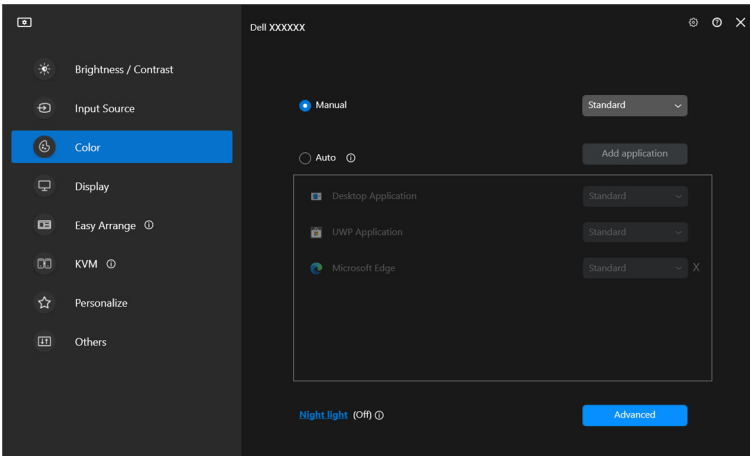 Dell XXXXXX
Brightness / Contrast
Input Source
Color
Display
Easy Arrange
KVM
Personalize
Others
Manual
Standard
Auto
Add application
Desktop Application
Standard
UWP Application
Standard
Microsoft Edge
Standard
X
Night light (Off)
Advanced